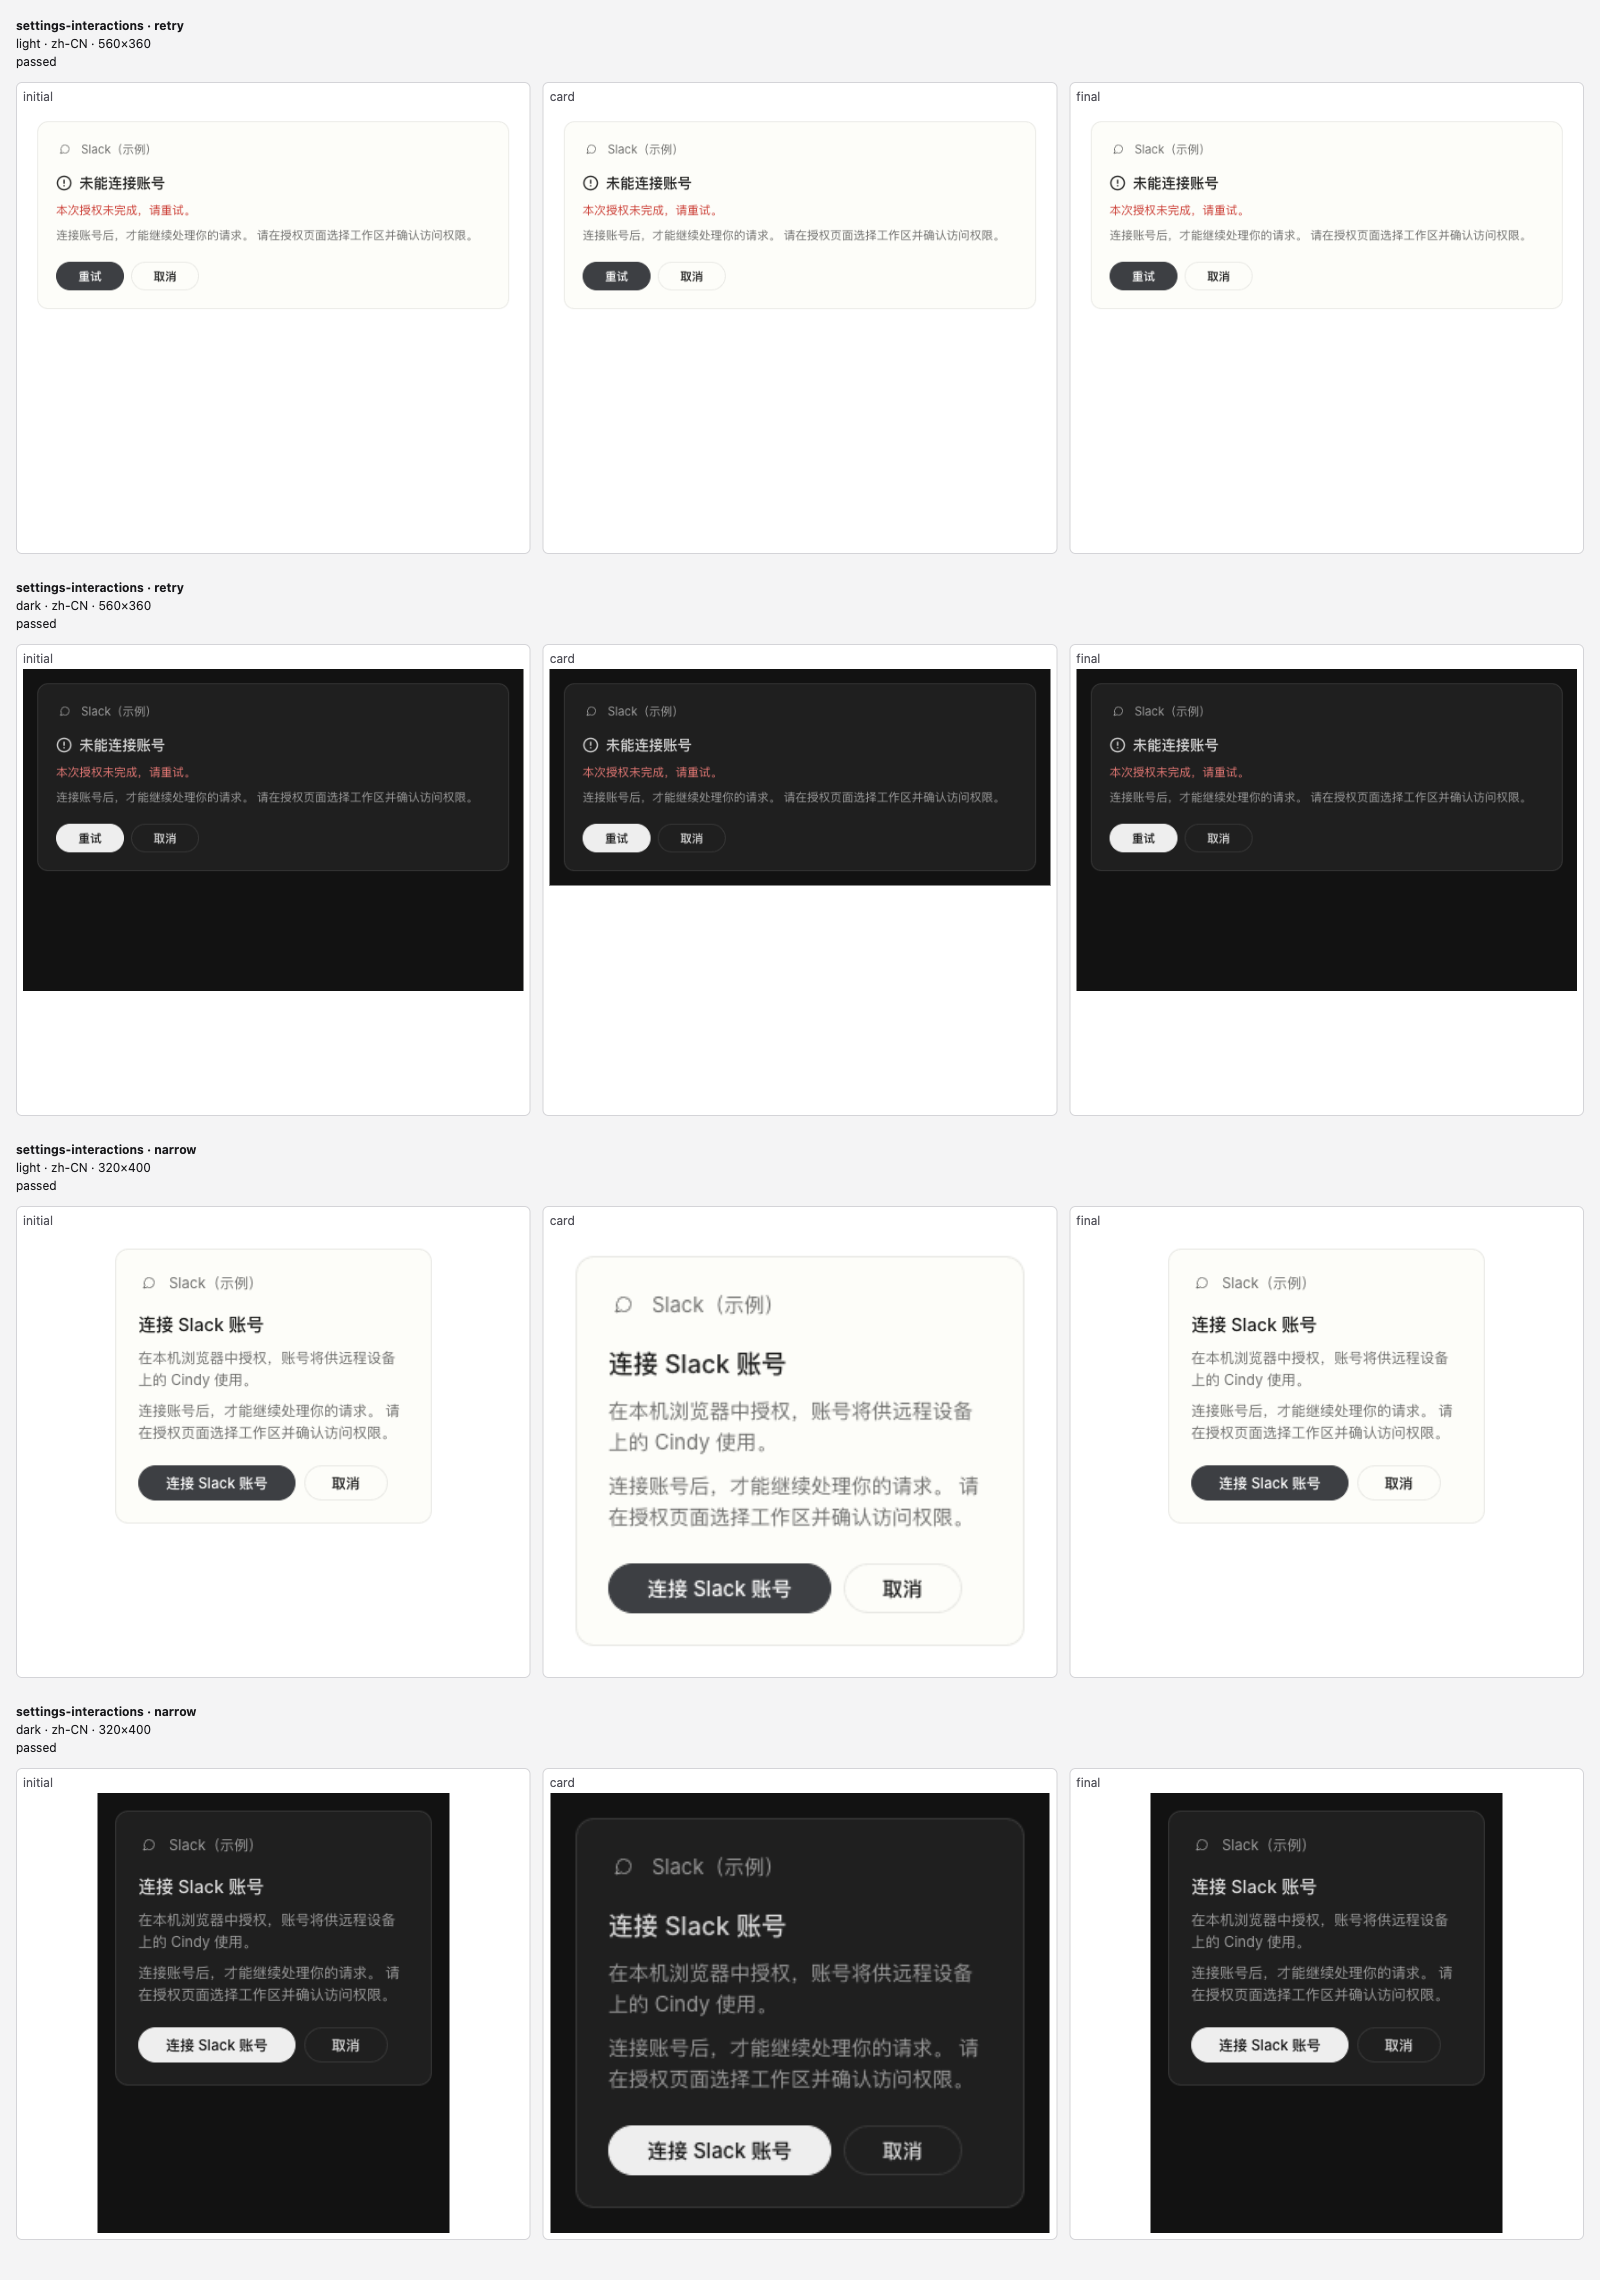 settings-interactions · retry
light · zh-CN · 560×360
passed
initial
Slack（示例）
未能连接账号
本次授权未完成，请重试。
连接账号后，才能继续处理你的请求。 请在授权页面选择工作区并确认访问权限。
重试
取消
card
Slack（示例）
未能连接账号
本次授权未完成，请重试。
连接账号后，才能继续处理你的请求。 请在授权页面选择工作区并确认访问权限。
重试
取消
final
Slack（示例）
未能连接账号
本次授权未完成，请重试。
连接账号后，才能继续处理你的请求。 请在授权页面选择工作区并确认访问权限。
重试
取消
settings-interactions · retry
dark · zh-CN · 560×360
passed
initial
Slack（示例）
未能连接账号
本次授权未完成，请重试。
连接账号后，才能继续处理你的请求。 请在授权页面选择工作区并确认访问权限。
重试
取消
card
Slack（示例）
未能连接账号
本次授权未完成，请重试。
连接账号后，才能继续处理你的请求。 请在授权页面选择工作区并确认访问权限。
重试
取消
final
Slack（示例）
未能连接账号
本次授权未完成，请重试。
连接账号后，才能继续处理你的请求。 请在授权页面选择工作区并确认访问权限。
重试
取消
settings-interactions · narrow
light · zh-CN · 320×400
passed
initial
Slack（示例）
连接 Slack 账号
在本机浏览器中授权，账号将供远程设备
上的 Cindy 使用。
连接账号后，才能继续处理你的请求。 请
在授权页面选择工作区并确认访问权限。
连接 Slack 账号
取消
card
Slack（示例）
连接 Slack 账号
在本机浏览器中授权，账号将供远程设备
上的 Cindy 使用。
连接账号后，才能继续处理你的请求。 请
在授权页面选择工作区并确认访问权限。
连接 Slack 账号
取消
final
Slack（示例）
连接 Slack 账号
在本机浏览器中授权，账号将供远程设备
上的 Cindy 使用。
连接账号后，才能继续处理你的请求。 请
在授权页面选择工作区并确认访问权限。
连接 Slack 账号
取消
settings-interactions · narrow
dark · zh-CN · 320×400
passed
initial
Slack（示例）
连接 Slack 账号
在本机浏览器中授权，账号将供远程设备
上的 Cindy 使用。
连接账号后，才能继续处理你的请求。 请
在授权页面选择工作区并确认访问权限。
连接 Slack 账号
取消
card
Slack（示例）
连接 Slack 账号
在本机浏览器中授权，账号将供远程设备
上的 Cindy 使用。
连接账号后，才能继续处理你的请求。 请
在授权页面选择工作区并确认访问权限。
连接 Slack 账号
取消
final
Slack（示例）
连接 Slack 账号
在本机浏览器中授权，账号将供远程设备
上的 Cindy 使用。
连接账号后，才能继续处理你的请求。 请
在授权页面选择工作区并确认访问权限。
连接 Slack 账号
取消